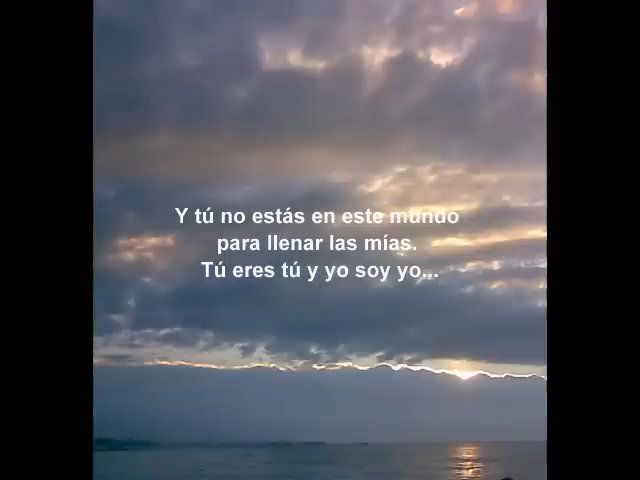 Y tú no estás en este mundo
para llenar las mías.
Tú eres tú y yo soy yo...